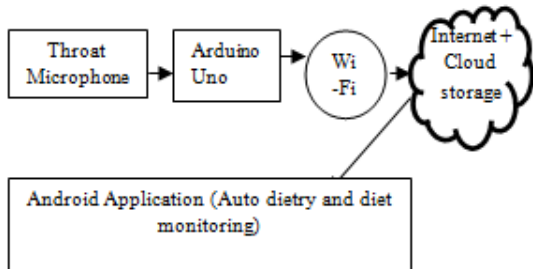 Throat
Microphone
Arduino
Uno
Wi
-Fi
Internet+
Cloud
storage
Android Application (Auto dietry and diet
monitoring)